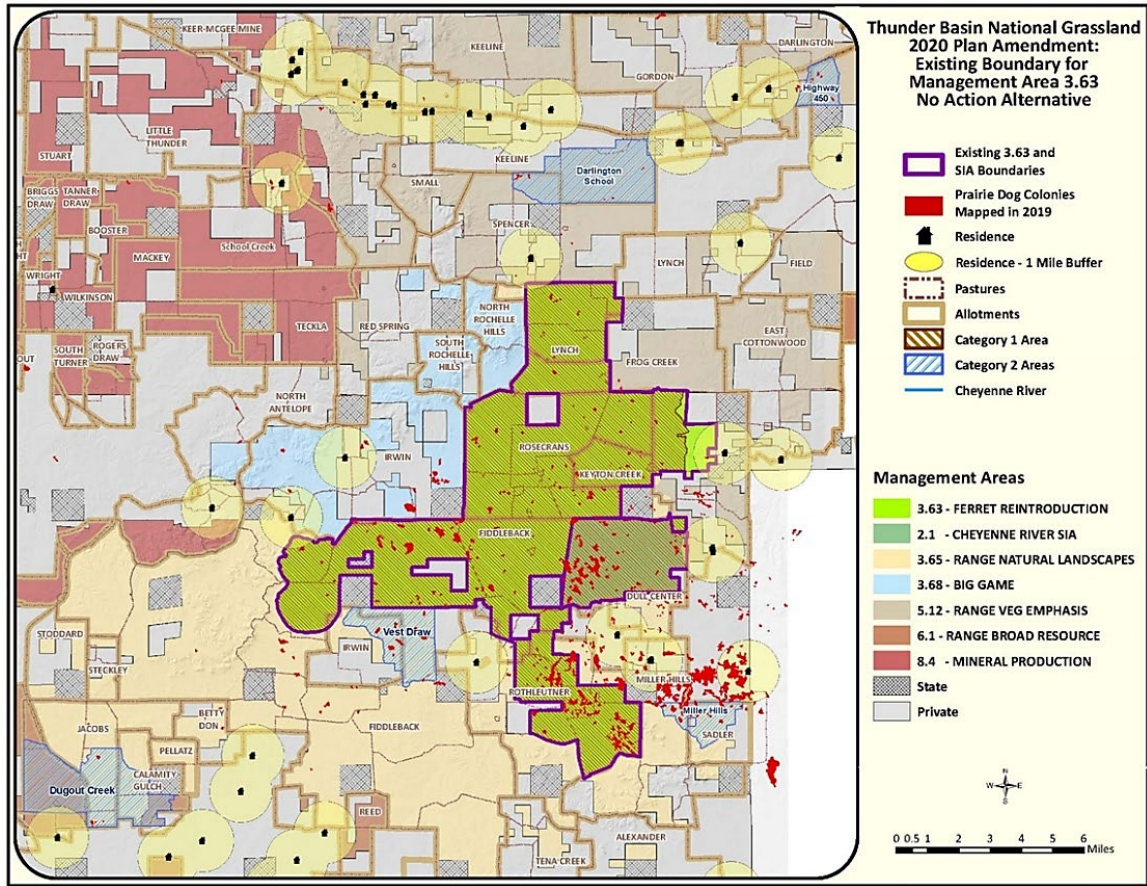 Thunder Basin National Grassland
2020 Plan Amendment:
Existing Boundary for
Management Area 3.63
No Action Alternative
Existing 3.63 and
SIA Boundaries
Prairie Dog Colonies
Mapped in 2019
Residence
Residence - 1 Mile Buffer
Pastures
Allotments
Category 1 Area
Category 2 Areas
Cheyenne River
Management Areas
3.63 - FERRET REINTRODUCTION
2.1 - CHEYENNE RIVER SIA
3.65 - RANGE NATURAL LANDSCAPES
3.68 - BIG GAME
5.12 - RANGE VEG EMPHASIS
6.1 - RANGE BROAD RESOURCE
8.4 - MINERAL PRODUCTION
State
Private
N
W E
S
0 0.5 1 2 3 4 5 6
Miles
KEER-MCGEE MINE
KEELINE
DARLINGTON
GORDON
Highway
450
LITTLE
THUNDER
STUART
KEELINE
Darlington
School
SMALL
BRIGGS
DRAW
TANNER
DRAW
BOOSTER
SPENCER
School Creek
MACKEY
LYNCH
FIELD
HT
WRIGHT
WILKINSON
TECKLA
RED SPRING
NORTH
ROCHELLE
HILLS
EAST
COTTONWOOD
SOUTH
ROCHELLE
HILLS
LYNCH
FROG CREEK
OUT
SOUTH
TURNER
ROGERS
DRAW
NORTH
ANTELOPE
IRWIN
ROSECRANS
KEYTON CREEK
FIDDLEBACK
DULL CENTER
STODDARD
Vest Draw
IRWIN
STECKLEY
ROTHLEUTNER
MILLER HILLS
Miller Hills
SADLER
JACOBS
BETTY
DON
FIDDLEBACK
PELLATZ
CALAMITY
GULCH
Dugout Creek
REED
ALEXANDER
TENA CREEK